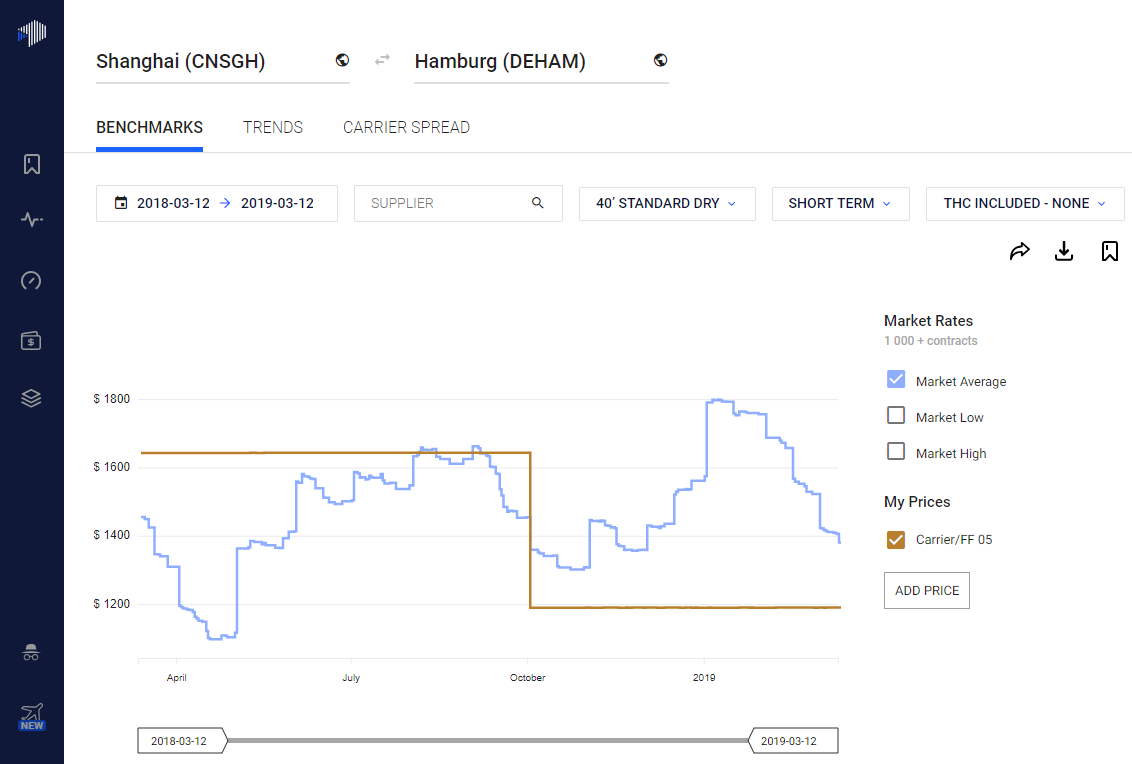 Shanghai (CNSGH) Hamburg (DEHAM)
BENCHMARKS TRENDS CARRIER SPREAD
2018-03-12 → 2019-03-12 SUPPLIER 40’ STANDARD DRY SHORT TERM THC INCLUDED - NONE
Market Rates
1 000 + contracts
Market Average
Market Low
Market High
My Prices
Carrier/FF 05
ADD PRICE
$ 1800
$ 1600
$ 1400
$ 1200
April July October 2019
2018-03-12 2019-03-12
NEW